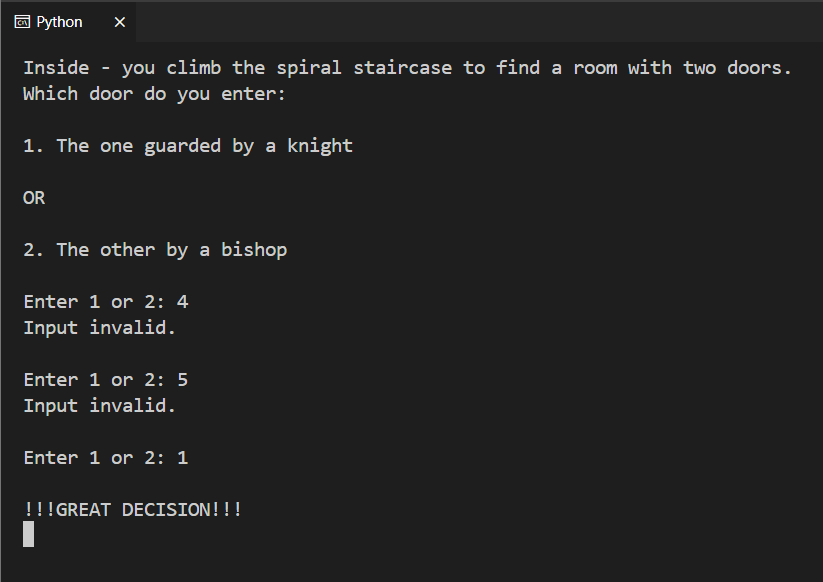 Python
Inside - you climb the spiral staircase to find a room with two doors.
Which door do you enter:
1. The one guarded by a knight
OR
2. The other by a bishop
Enter 1 or 2: 4
Input invalid.
Enter 1 or 2: 5
Input invalid.
Enter 1 or 2: 1
!!!GREAT DECISION!!!